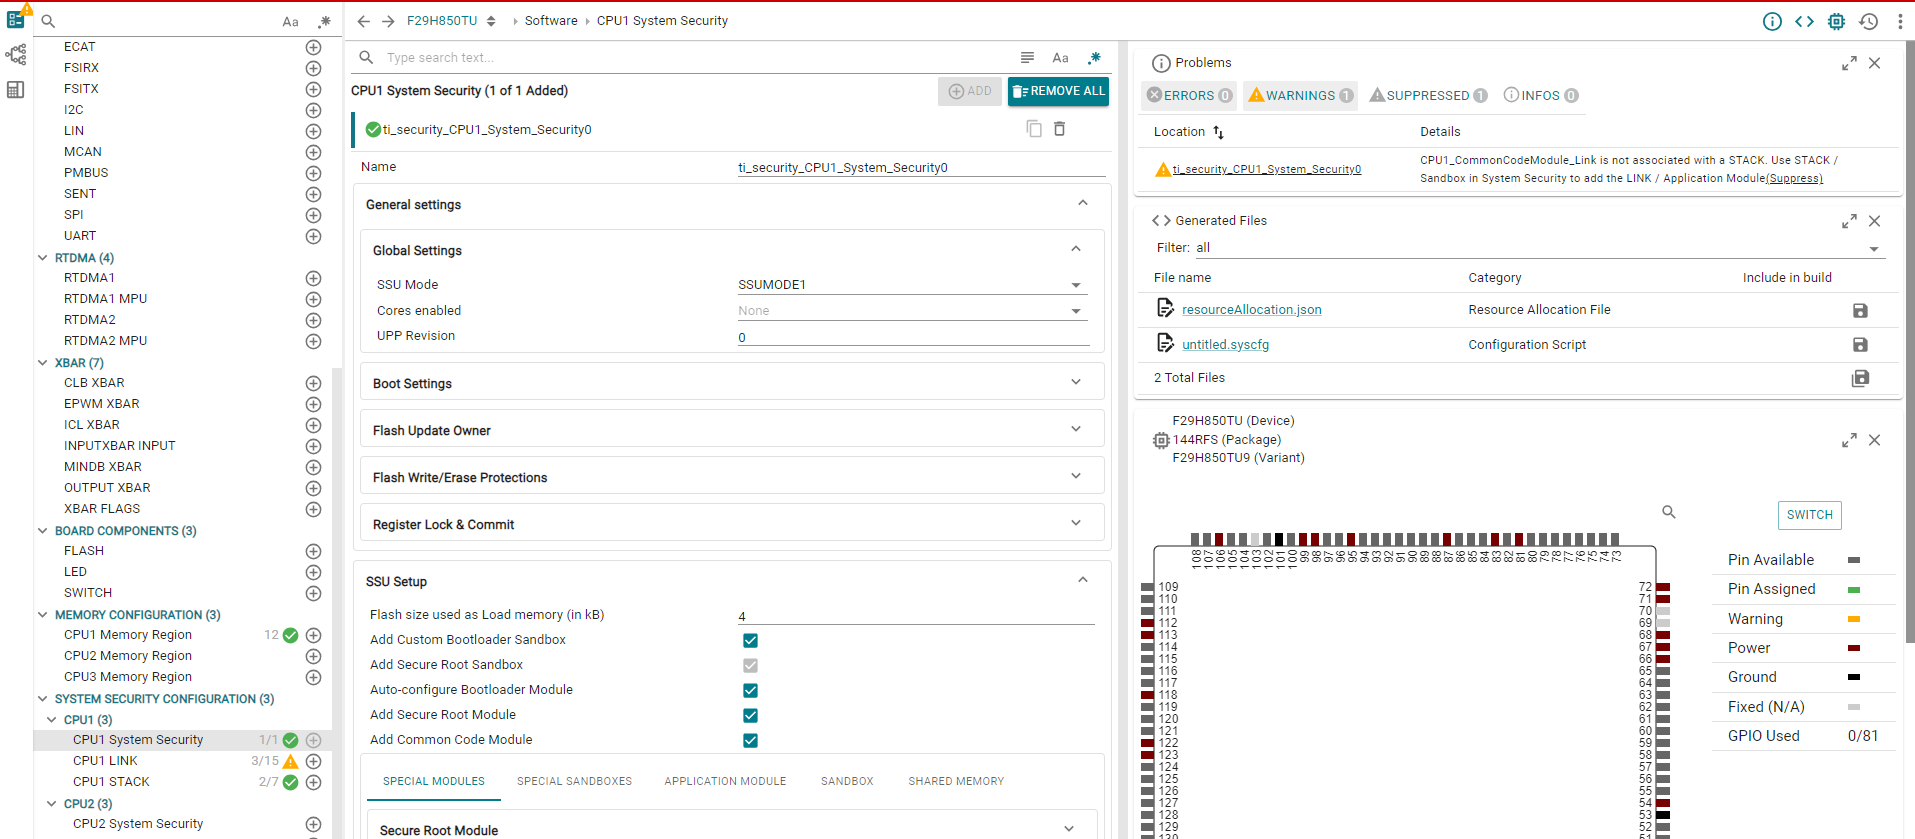 Aa .*
ECAT
FSIRX
FSITX
I2C
LIN
MCAN
PMBUS
SENT
SPI
UART
RTDMA (4)
RTDMA1
RTDMA1 MPU
RTDMA2
RTDMA2 MPU
XBAR (7)
CLB XBAR
EPWM XBAR
ICL XBAR
INPUTXBAR INPUT
MINDB XBAR
OUTPUT XBAR
XBAR FLAGS
BOARD COMPONENTS (3)
FLASH
LED
SWITCH
MEMORY CONFIGURATION (3)
CPU1 Memory Region 12
CPU2 Memory Region
CPU3 Memory Region
SYSTEM SECURITY CONFIGURATION (3)
CPU1 (3)
CPU1 System Security 1/1
CPU1 LINK 3/15
CPU1 STACK 2/7
CPU2 (3)
CPU2 System Security
F29H850TU › Software › CPU1 System Security
Type search text... Aa .*
CPU1 System Security (1 of 1 Added) ADD REMOVE ALL
ti_security_CPU1_System_Security0
Name ti_security_CPU1_System_Security0
General settings
Global Settings
SSU Mode SSUMODE1
Cores enabled None
UPP Revision 0
Boot Settings
Flash Update Owner
Flash Write/Erase Protections
Register Lock & Commit
SSU Setup
Flash size used as Load memory (in kB) 4
Add Custom Bootloader Sandbox
Add Secure Root Sandbox
Auto-configure Bootloader Module
Add Secure Root Module
Add Common Code Module
SPECIAL MODULES SPECIAL SANDBOXES APPLICATION MODULE SANDBOX SHARED MEMORY
Secure Root Module
Problems
ERRORS 0 WARNINGS 1 SUPPRESSED 1 INFOS 0
Location Details
ti_security_CPU1_System_Security0 CPU1_CommonCodeModule_Link is not associated with a STACK. Use STACK /
Sandbox in System Security to add the LINK / Application Module(Suppress)
<> Generated Files
Filter: all
File name Category Include in build
resourceAllocation.json Resource Allocation File
untitled.syscfg Configuration Script
2 Total Files
F29H850TU (Device)
144RFS (Package)
F29H850TU9 (Variant)
SWITCH
108 107 106 105 104 103 102 101 100 99 98 97 96 95 94 93 92 91 90 89 88 87 86 85 84 83 82 81 80 79 78 77 76 75 74 73
109 72
110 71
111 70
112 69
113 68
114 67
115 66
116 65
117 64
118 63
119 62
120 61
121 60
122 59
123 58
124 57
125 56
126 55
127 54
128 53
129 52
130 51
Pin Available
Pin Assigned
Warning
Power
Ground
Fixed (N/A)
GPIO Used 0/81